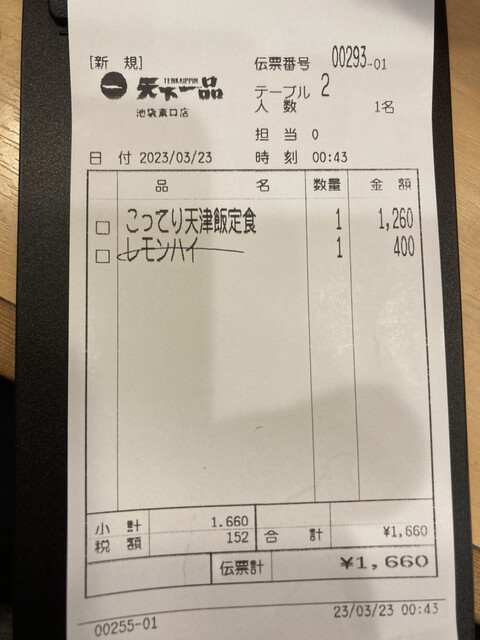 [新 規]
伝票番号 00293-01
TENKAIPPIN
天下一品
テーブル 2
池袋東口店
人 数 1名
担 当 0
日 付 2023/03/23 時 刻 00:43
品 名 数量 金 額
□ こってり天津飯定食 1 1,260
□ レモンハイ 1 400
小 計 1.660
税 額 152
合 計 ¥1,660
伝票計 ¥1,660
00255-01 23/03/23 00:43